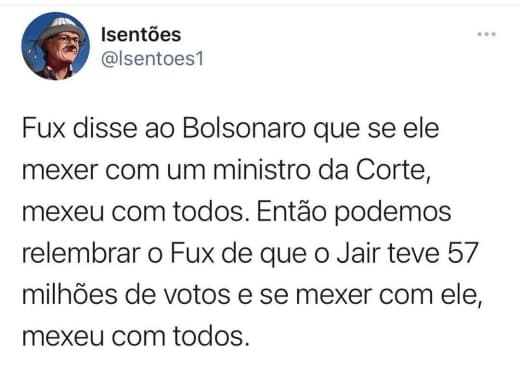 Isentões
@Isentoes1
Fux disse ao Bolsonaro que se ele
mexer com um ministro da Corte,
mexeu com todos. Então podemos
relembrar o Fux de que o Jair teve 57
milhões de votos e se mexer com ele,
mexeu com todos.